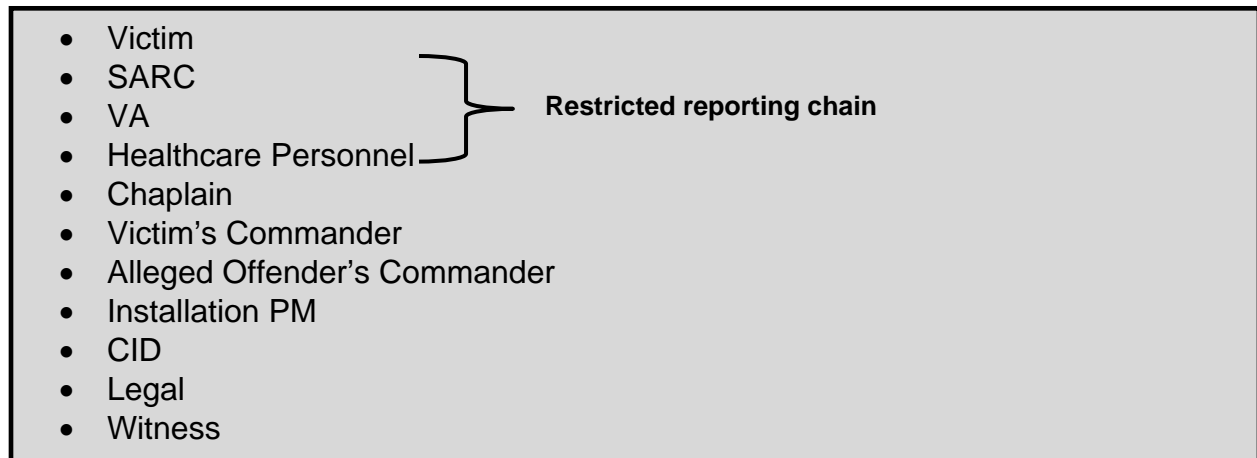 • Victim
• SARC
• VA
Restricted reporting chain
• Healthcare Personnel
• Chaplain
• Victim's Commander
• Alleged Offender's Commander
• Installation PM
• CID
• Legal
• Witness